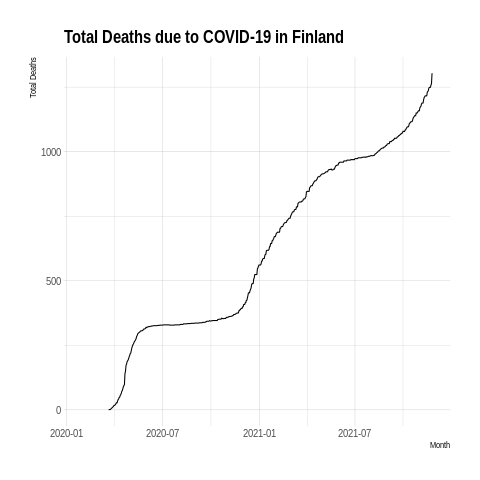 Total Deaths due to COVID-19 in Finland
Total Deaths
1000
500
0
2020-01 2020-07 2021-01 2021-07
Month